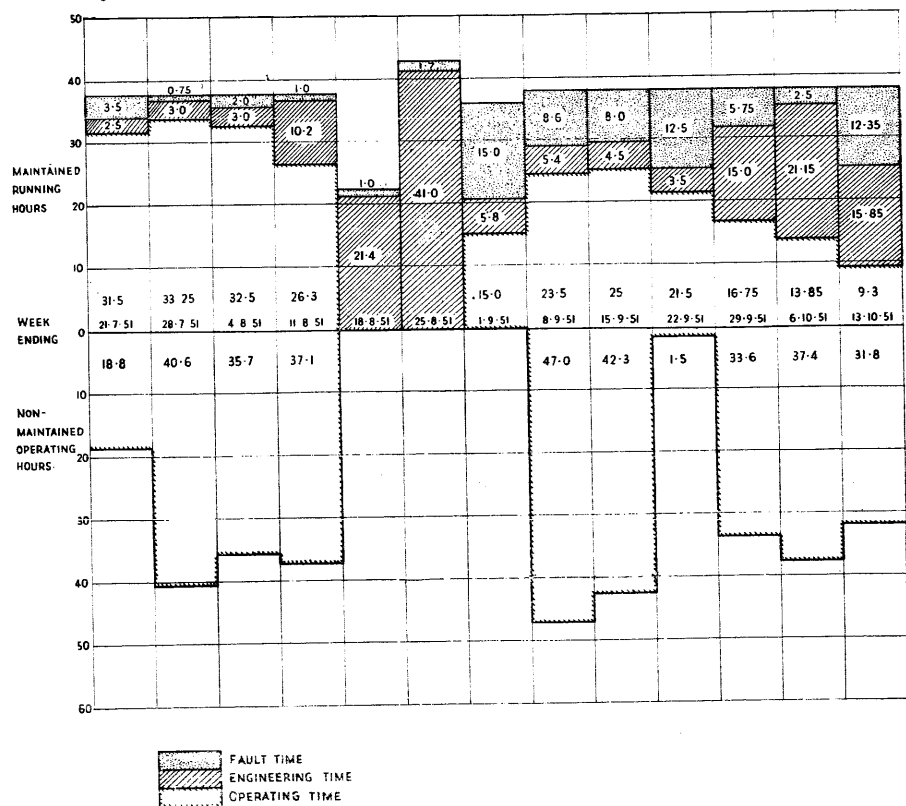 50
40
30
20
10
0
10
20
30
40
50
60
MAINTAINED
RUNNING
HOURS
WEEK
ENDING
NON-
MAINTAINED
OPERATING
HOURS
0·75 1·0 1·7 2·5
3·5 3·0 2·0 10·2 1·0 41·0 15·0 8·6 8·0 12·5 5·75 21·15 12·35
2·5 3·0 21·4 5·8 5·4 4·5 3·5 15·0 15·85
31·5 33 25 32·5 26·3 15·0 23·5 25 21·5 16·75 13·85 9·3
21·7·51 28·7·51 4·8·51 11·8·51 18·8·51 25·8·51 1·9·51 8·9·51 15·9·51 22·9·51 29·9·51 6·10·51 13·10·51
18·8 40·6 35·7 37·1 47·0 42·3 1·5 33·6 37·4 31·8
FAULT TIME
ENGINEERING TIME
OPERATING TIME